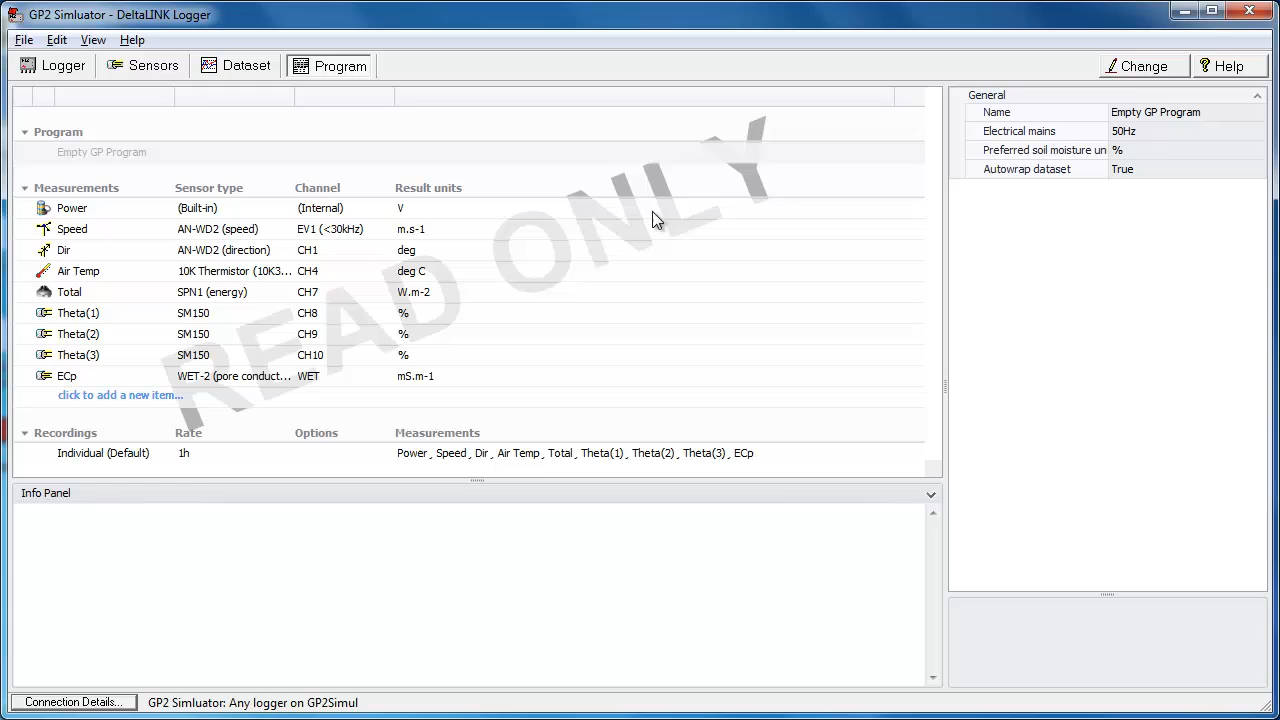 GP2 Simluator - DeltaLINK Logger
File Edit View Help
Logger Sensors Dataset Program Change Help
Program
Empty GP Program
Measurements Sensor type Channel Result units
Power (Built-in) (Internal) V
Speed AN-WD2 (speed) EV1 (<30kHz) m.s-1
Dir AN-WD2 (direction) CH1 deg
Air Temp 10K Thermistor (10K3... CH4 deg C
Total SPN1 (energy) CH7 W.m-2
Theta(1) SM150 CH8 %
Theta(2) SM150 CH9 %
Theta(3) SM150 CH10 %
ECp WET-2 (pore conduct... WET mS.m-1
click to add a new item...
Recordings Rate Options Measurements
Individual (Default) 1h Power, Speed, Dir, Air Temp, Total, Theta(1), Theta(2), Theta(3), ECp
READ ONLY
General
Name Empty GP Program
Electrical mains 50Hz
Preferred soil moisture un %
Autowrap dataset True
Info Panel
Connection Details... GP2 Simluator: Any logger on GP2Simul